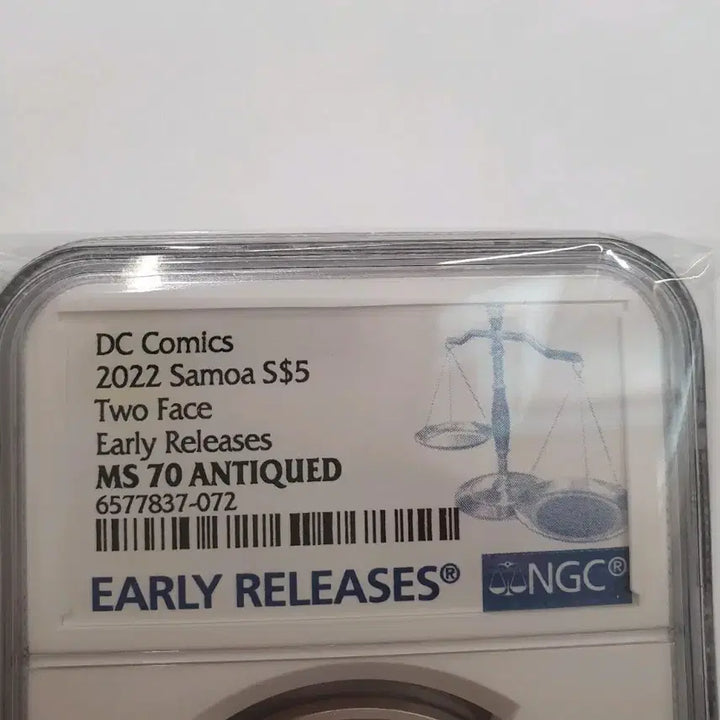 DC Comics
2022 Samoa S$5
Two Face
Early Releases
MS 70 ANTIQUED
6577837-072
EARLY RELEASES®
NGC®